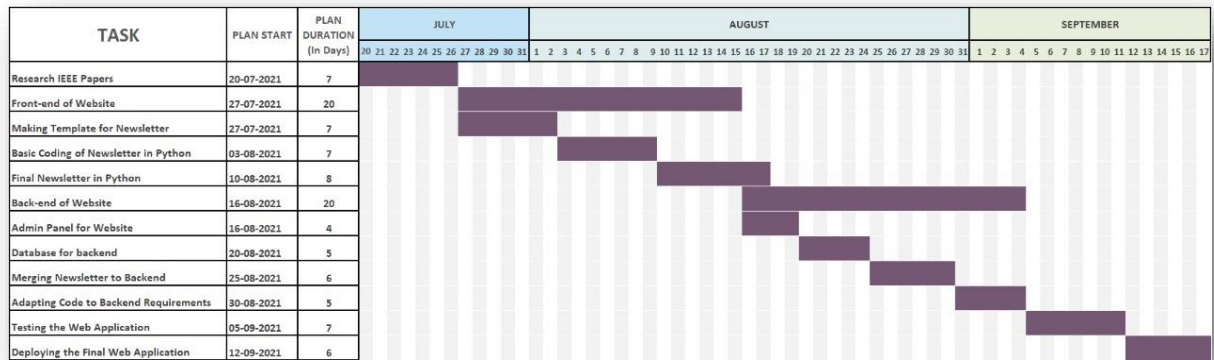 TASK PLAN START PLAN DURATION (In Days) JULY AUGUST SEPTEMBER
20 21 22 23 24 25 26 27 28 29 30 31 1 2 3 4 5 6 7 8 9 10 11 12 13 14 15 16 17 18 19 20 21 22 23 24 25 26 27 28 29 30 31 1 2 3 4 5 6 7 8 9 10 11 12 13 14 15 16 17
Research IEEE Papers 20-07-2021 7
Front-end of Website 27-07-2021 20
Making Template for Newsletter 27-07-2021 7
Basic Coding of Newsletter in Python 03-08-2021 7
Final Newsletter in Python 10-08-2021 8
Back-end of Website 16-08-2021 20
Admin Panel for Website 16-08-2021 4
Database for backend 20-08-2021 5
Merging Newsletter to Backend 25-08-2021 6
Adapting Code to Backend Requirements 30-08-2021 5
Testing the Web Application 05-09-2021 7
Deploying the Final Web Application 12-09-2021 6